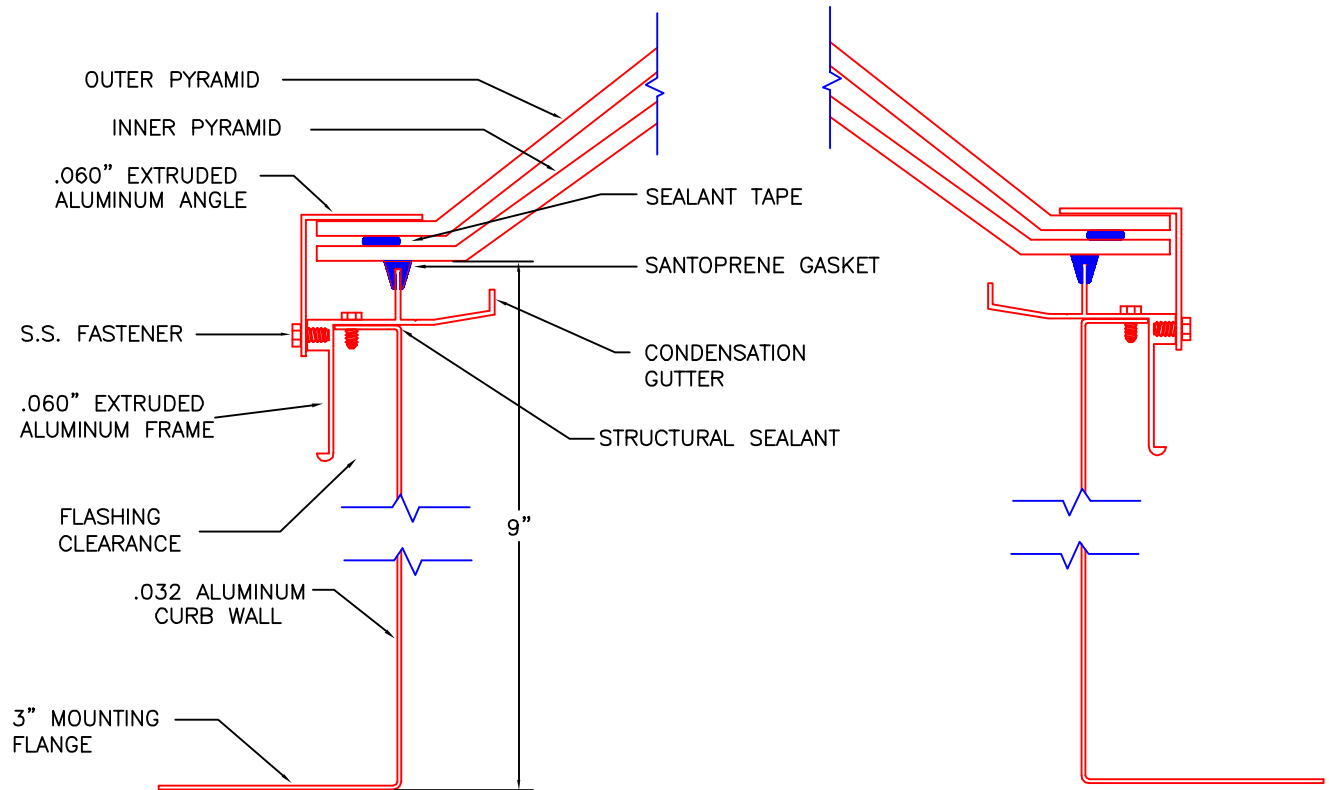 OUTER PYRAMID
INNER PYRAMID
.060” EXTRUDED
ALUMINUM ANGLE
SEALANT TAPE
SANTOPRENE GASKET
S.S. FASTENER
CONDENSATION
GUTTER
.060” EXTRUDED
ALUMINUM FRAME
STRUCTURAL SEALANT
FLASHING
CLEARANCE
9”
.032 ALUMINUM
CURB WALL
3” MOUNTING
FLANGE